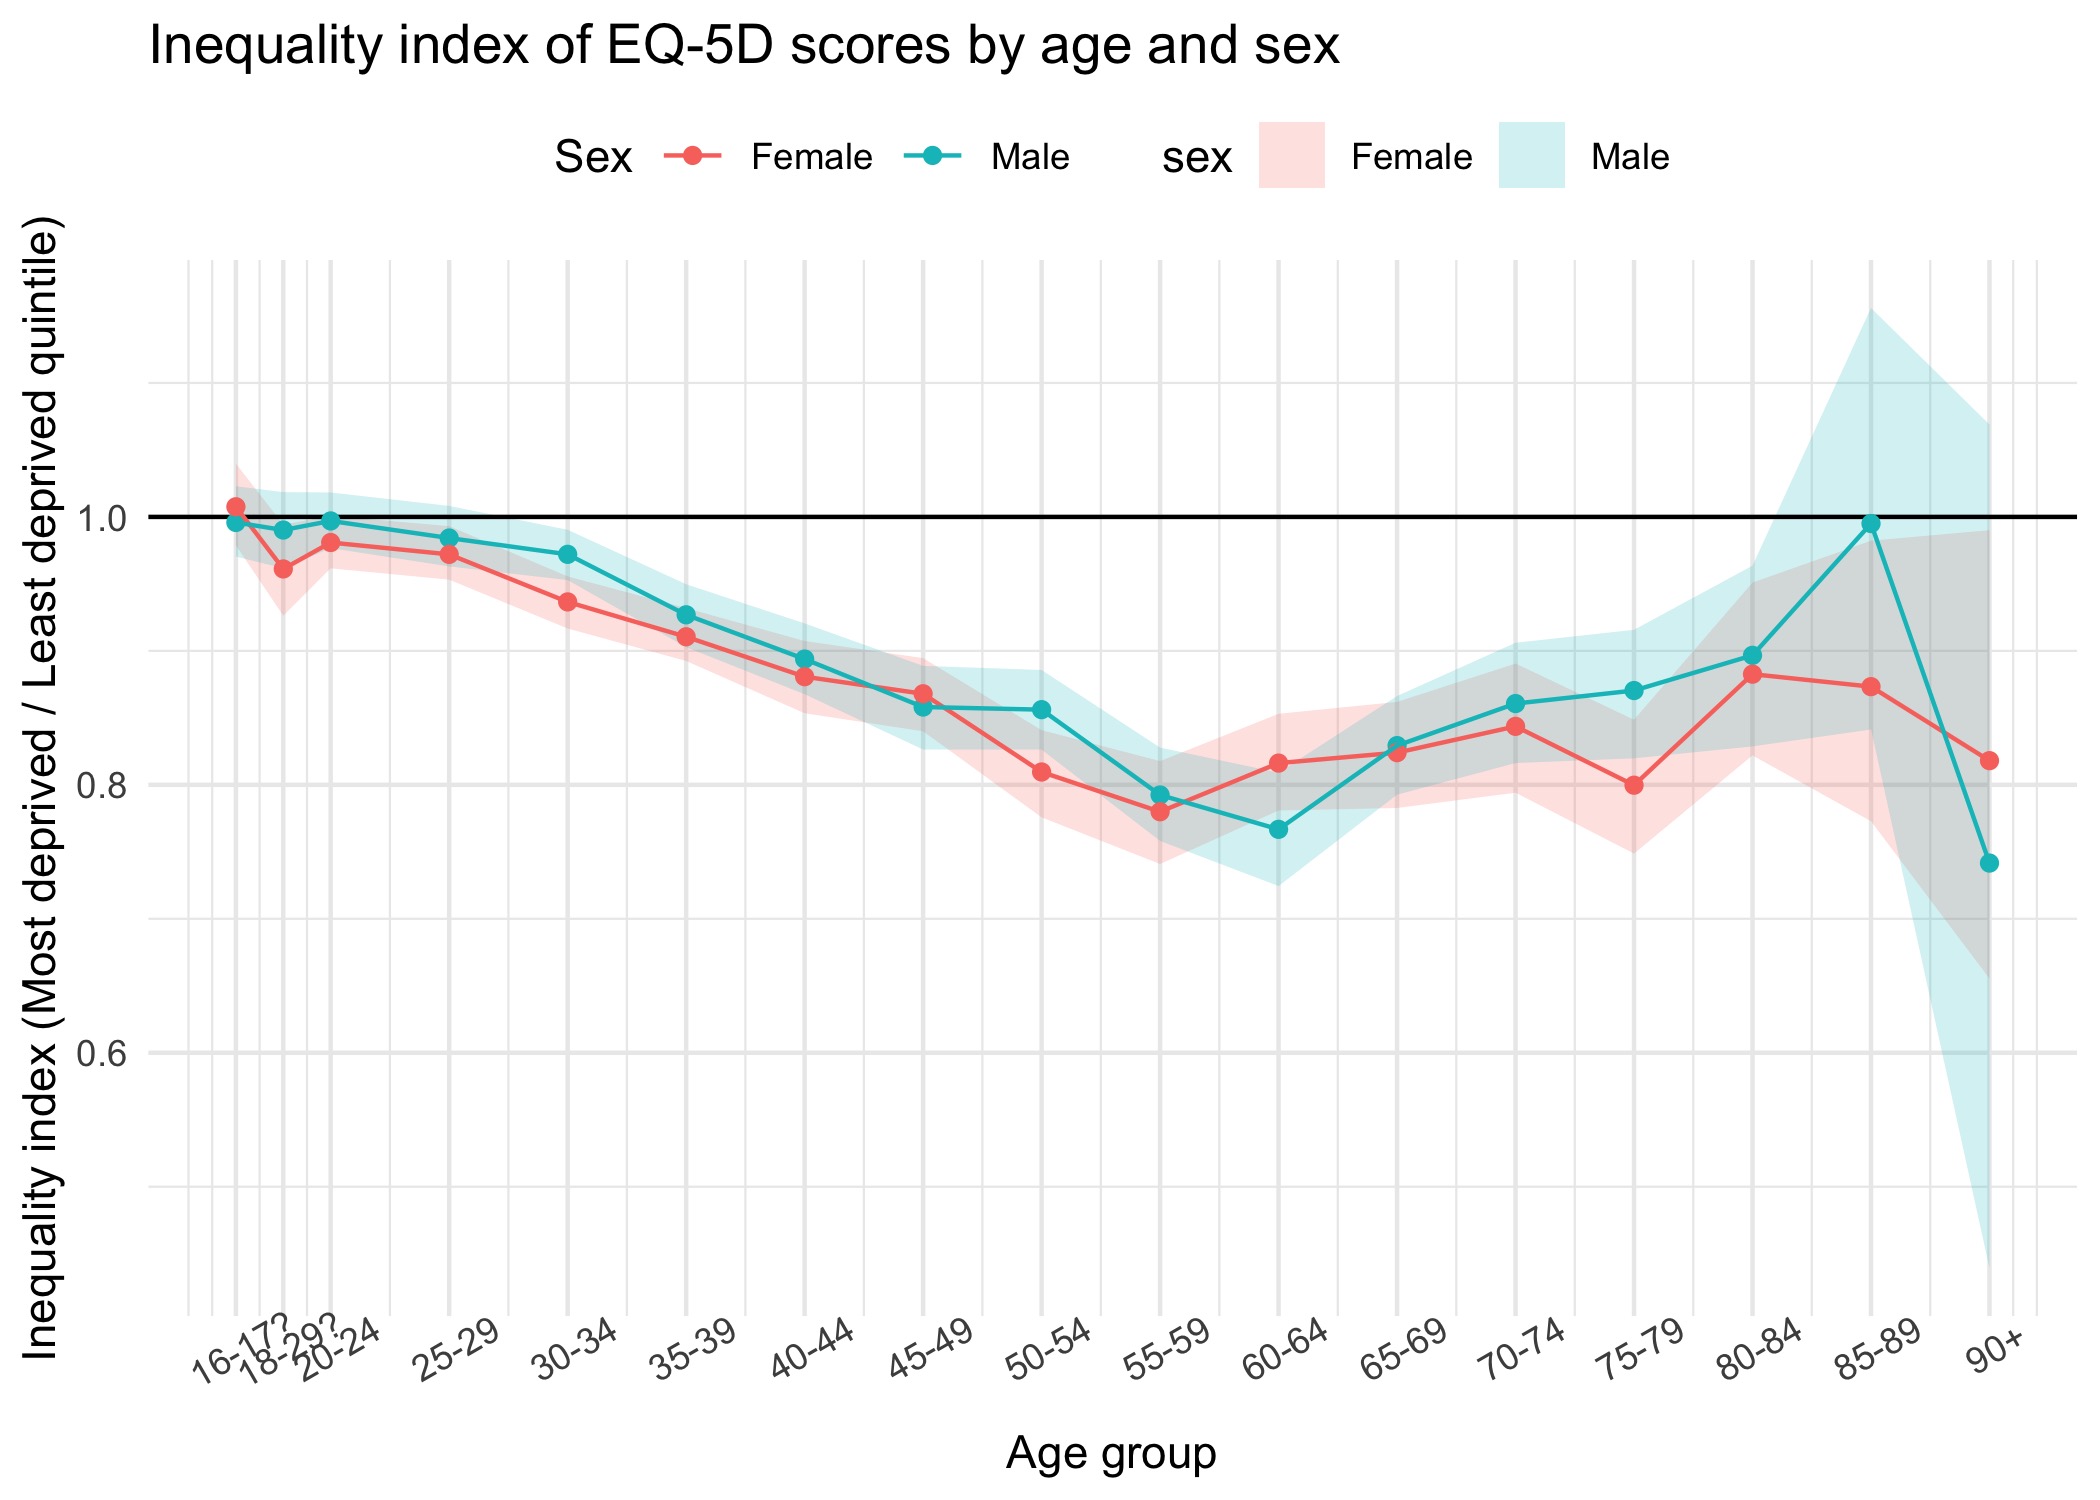 Inequality index of EQ-5D scores by age and sex
Sex Female Male sex Female Male
Inequality index (Most deprived / Least deprived quintile)
1.0
0.8
0.6
16-17? 18-29? 20-24 25-29 30-34 35-39 40-44 45-49 50-54 55-59 60-64 65-69 70-74 75-79 80-84 85-89 90+
Age group